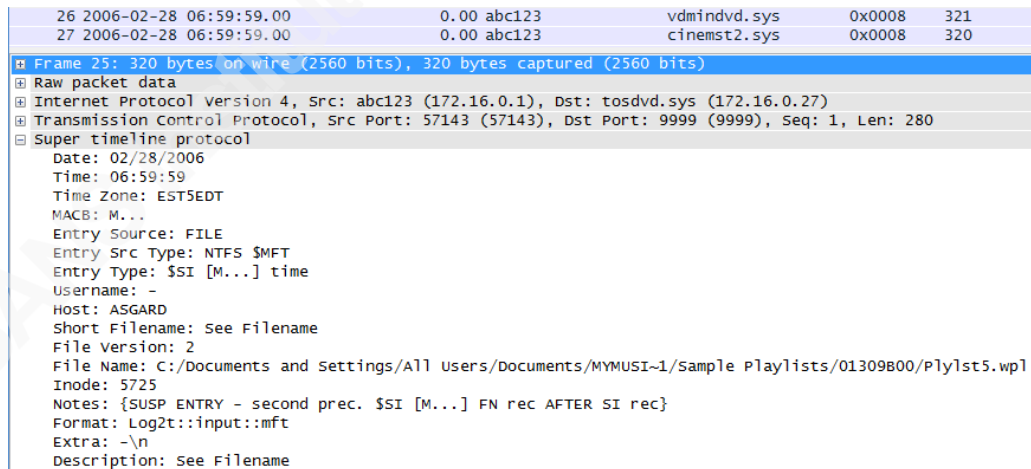 26 2006-02-28 06:59:59.00 0.00 abc123 vdmindvd.sys 0x0008 321
27 2006-02-28 06:59:59.00 0.00 abc123 cinemst2.sys 0x0008 320
Frame 25: 320 bytes on wire (2560 bits), 320 bytes captured (2560 bits)
Raw packet data
Internet Protocol Version 4, Src: abc123 (172.16.0.1), Dst: tosdvd.sys (172.16.0.27)
Transmission Control Protocol, Src Port: 57143 (57143), Dst Port: 9999 (9999), Seq: 1, Len: 280
Super timeline protocol
Date: 02/28/2006
Time: 06:59:59
Time Zone: EST5EDT
MACB: M...
Entry Source: FILE
Entry Src Type: NTFS $MFT
Entry Type: $SI [M...] time
Username: -
Host: ASGARD
Short Filename: See Filename
File Version: 2
File Name: C:/Documents and Settings/All Users/Documents/MYMUSI~1/Sample Playlists/01309B00/Plylst5.wpl
Inode: 5725
Notes: {SUSP ENTRY - second prec. $SI [M...] FN rec AFTER SI rec}
Format: Log2t::input::mft
Extra: -\n
Description: See Filename